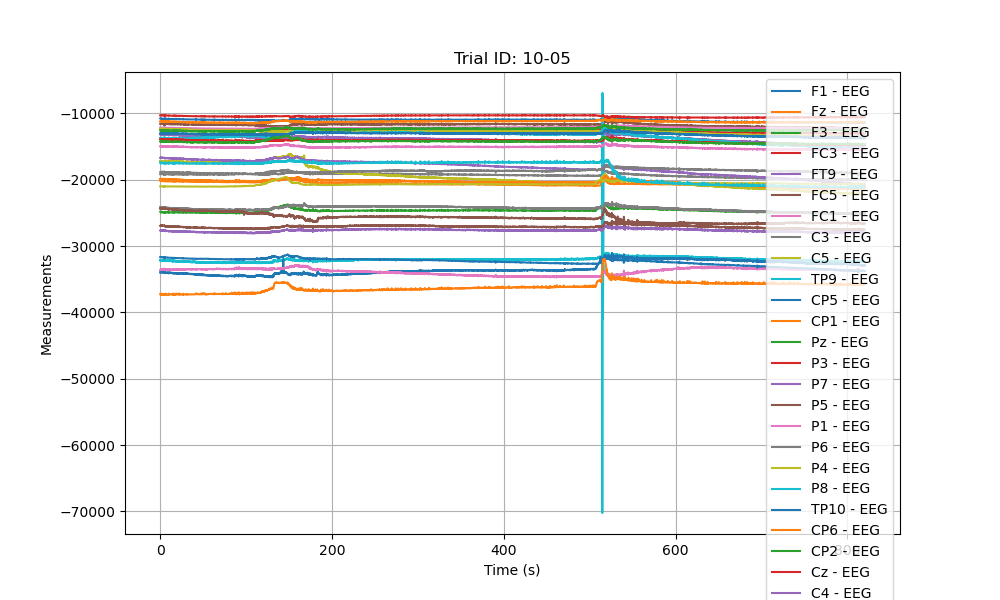 Trial ID: 10-05
−10000
−20000
−30000
−40000
−50000
−60000
−70000
Measurements
0
200
400
600
800
Time (s)
F1 - EEG
Fz - EEG
F3 - EEG
FC3 - EEG
FT9 - EEG
FC5 - EEG
FC1 - EEG
C3 - EEG
C5 - EEG
TP9 - EEG
CP5 - EEG
CP1 - EEG
Pz - EEG
P3 - EEG
P7 - EEG
P5 - EEG
P1 - EEG
P6 - EEG
P4 - EEG
P8 - EEG
TP10 - EEG
CP6 - EEG
CP2 - EEG
Cz - EEG
C4 - EEG